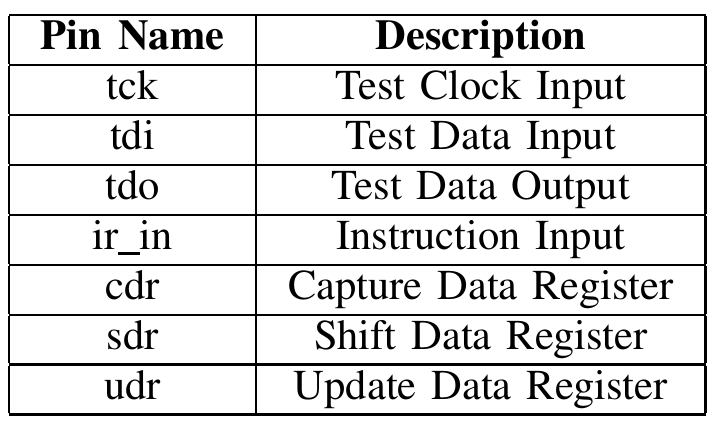 Pin Name Description
tck Test Clock Input
tdi Test Data Input
tdo Test Data Output
ir_in Instruction Input
cdr Capture Data Register
sdr Shift Data Register
udr Update Data Register